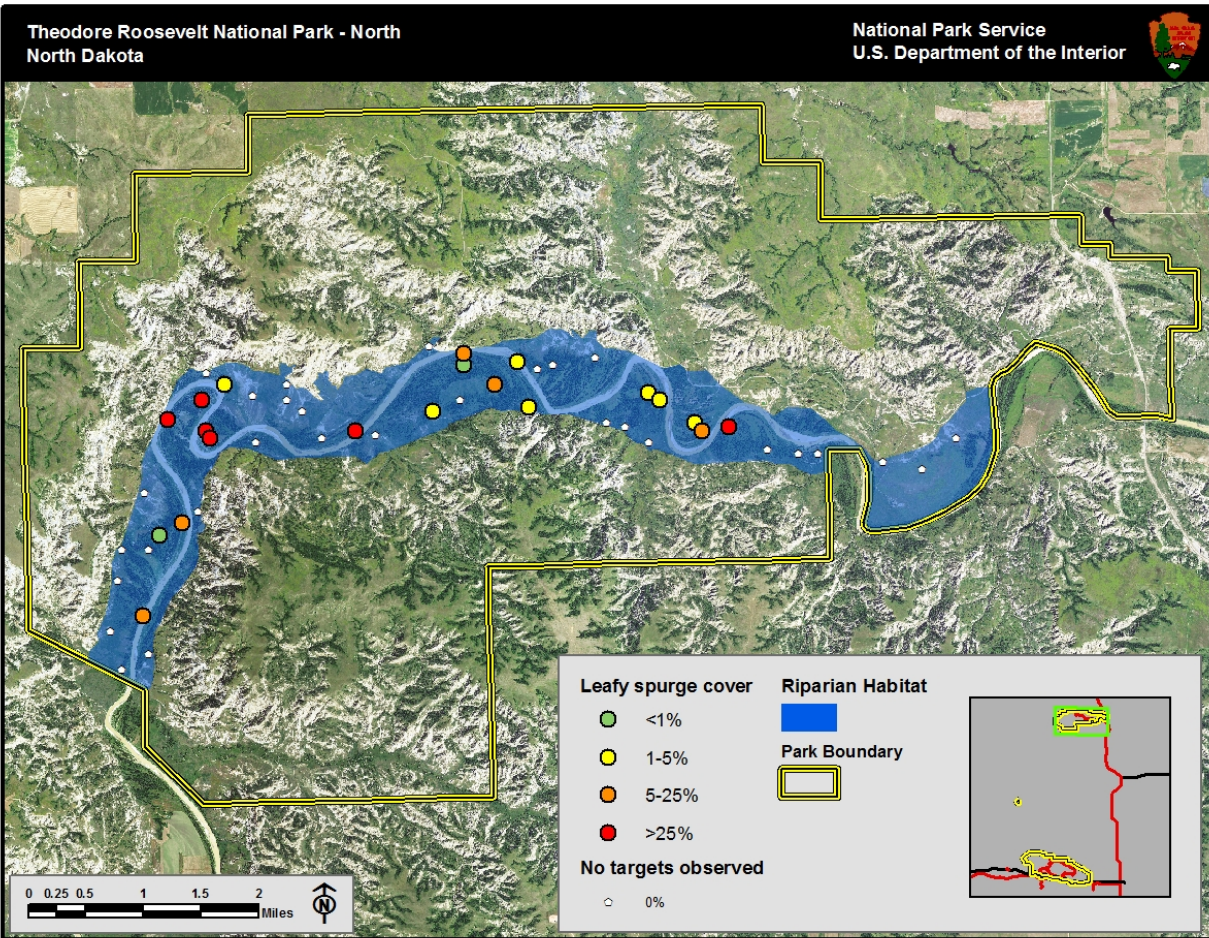 Theodore Roosevelt National Park - North
North Dakota
National Park Service
U.S. Department of the Interior
Leafy spurge cover
<1%
1-5%
5-25%
>25%
No targets observed
0%
Riparian Habitat
Park Boundary
0 0.25 0.5 1 1.5 2
Miles
N